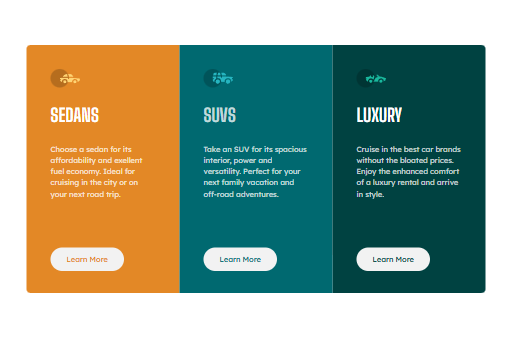 SEDANS
Choose a sedan for its
affordability and exellent
fuel economy. Ideal for
cruising in the city or on
your next road trip.
Learn More
SUVS
Take an SUV for its spacious
interior, power and
versatility. Perfect for your
next family vacation and
off-road adventures.
Learn More
LUXURY
Cruise in the best car brands
without the bloated prices.
Enjoy the enhanced comfort
of a luxury rental and arrive
in style.
Learn More